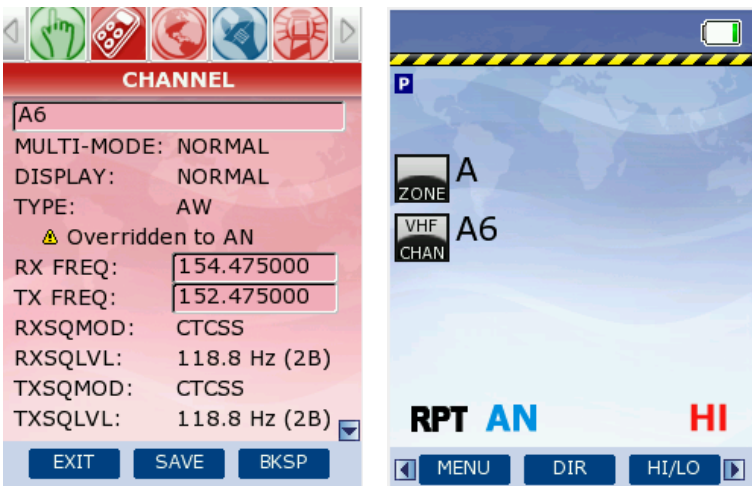 CHANNEL
A6
MULTI-MODE: NORMAL
DISPLAY: NORMAL
TYPE: AW
Overridden to AN
RX FREQ: 154.475000
TX FREQ: 152.475000
RXSQMOD: CTCSS
RXSQLVL: 118.8 Hz (2B)
TXSQMOD: CTCSS
TXSQLVL: 118.8 Hz (2B)
EXIT SAVE BKSP
P
ZONE A
VHF CHAN A6
RPT AN HI
MENU DIR HI/LO